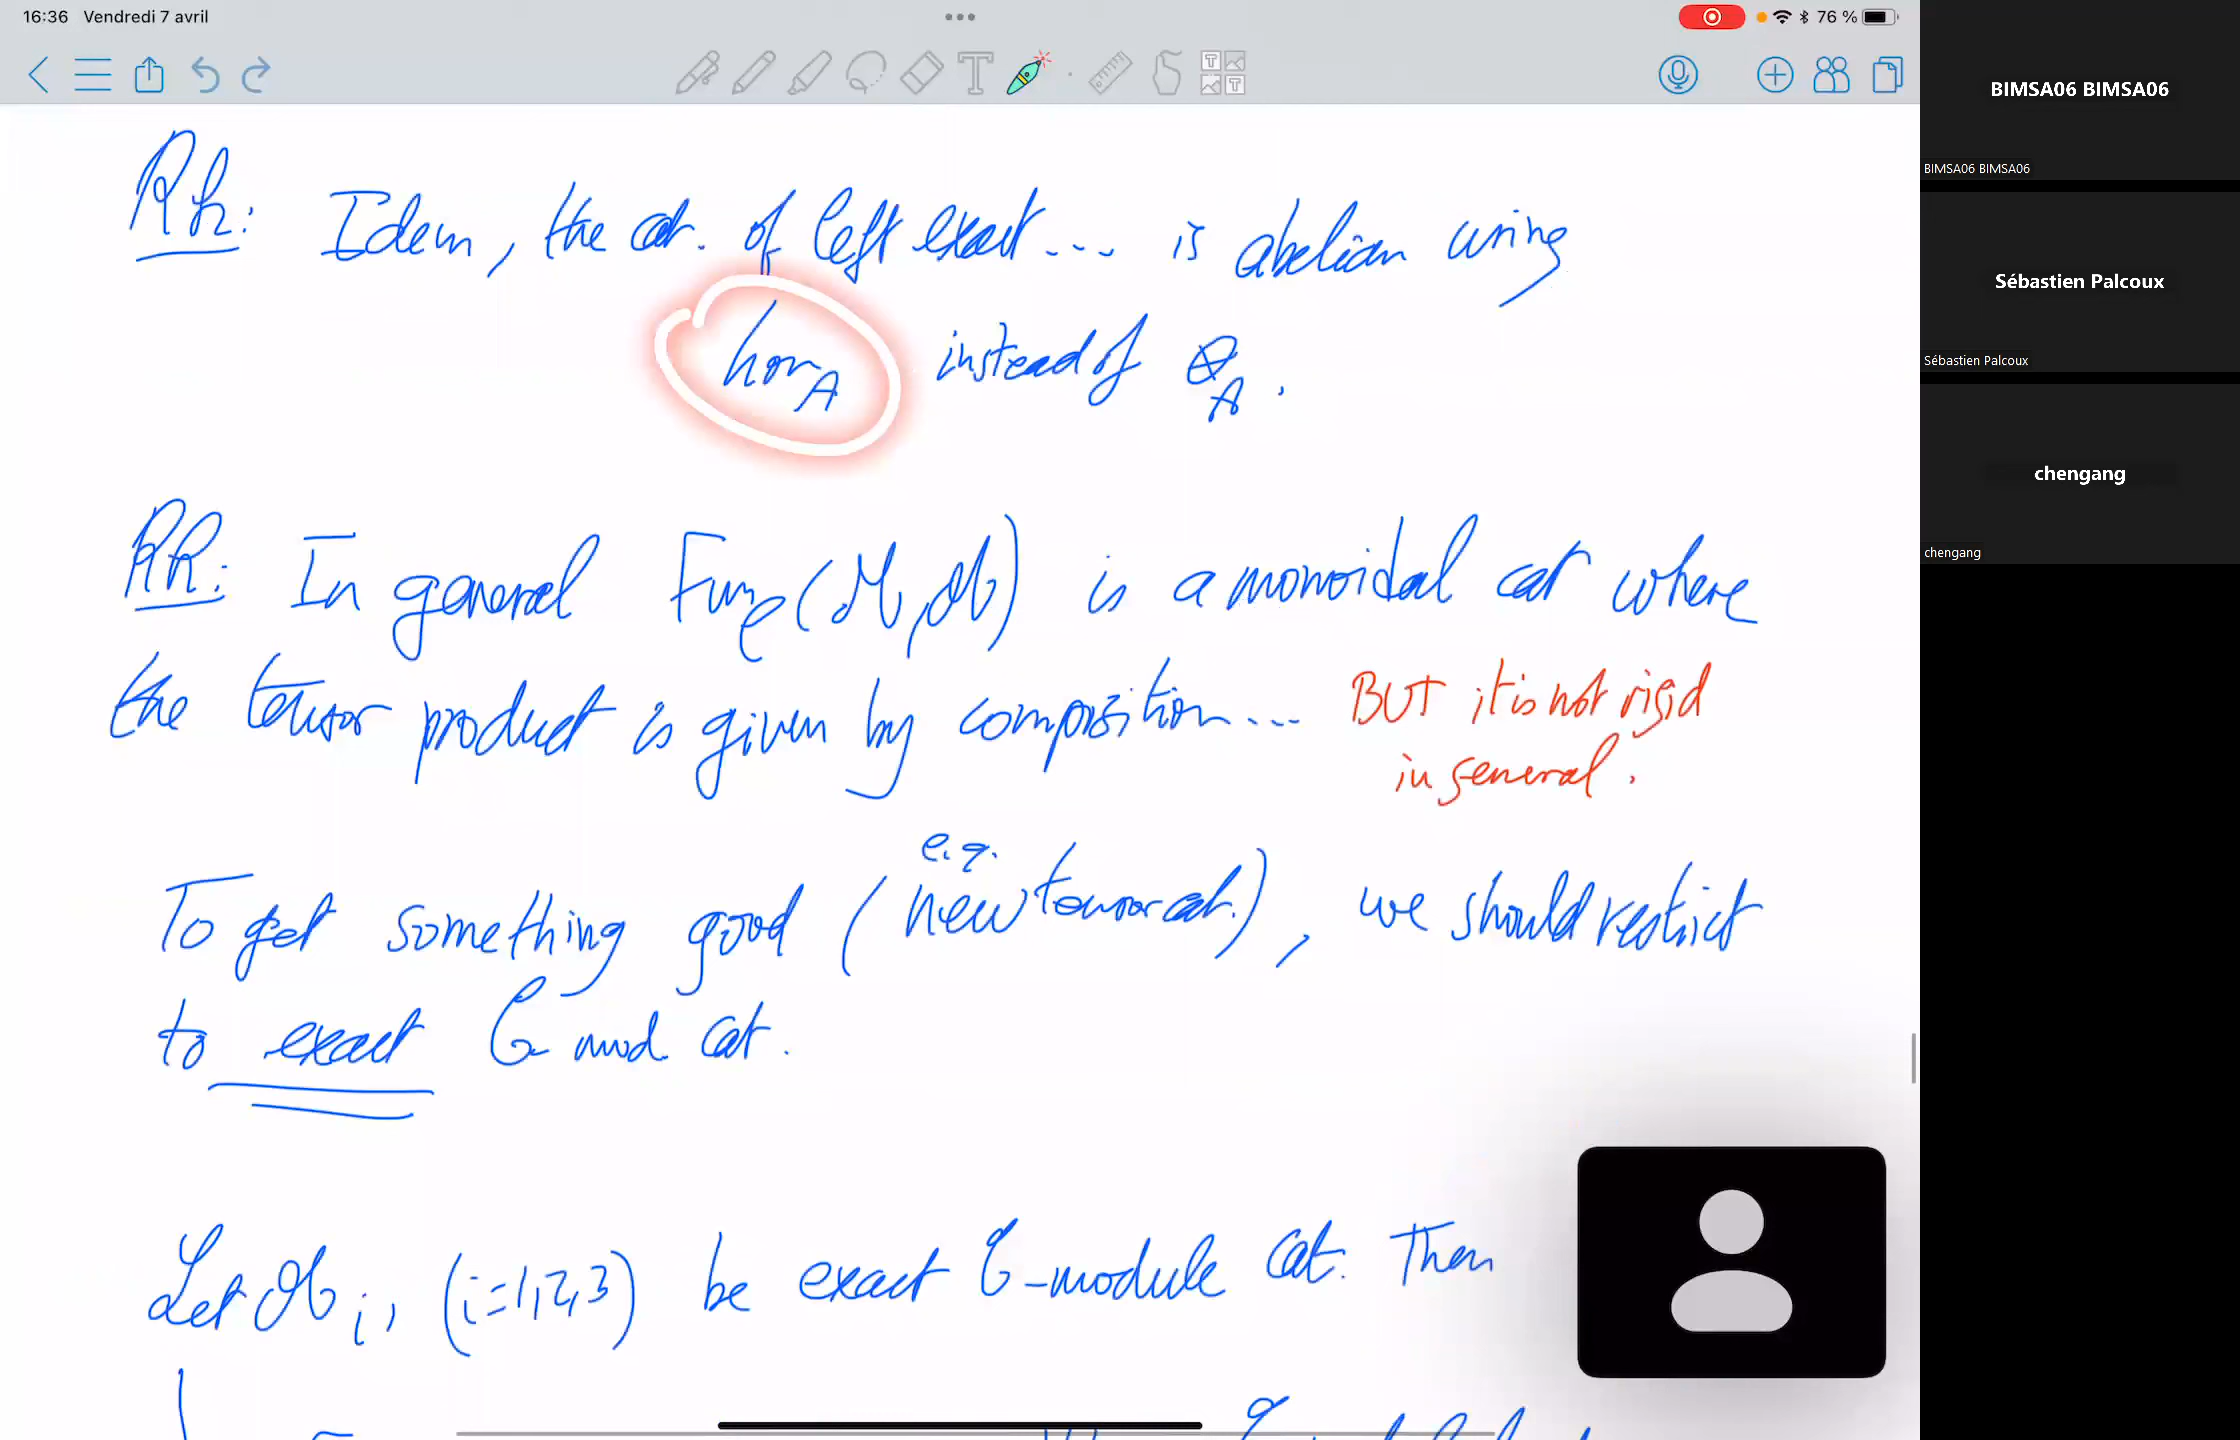 16:36 Vendredi 7 avril
76 %
Rk: Idem, the cat. of left exact... is abelian using
hom_A instead of ⊗_A.
Rk: In general Fun_𝒞(ℳ,ℳ) is a monoidal cat where
the tensor product is given by composition... BUT it is not rigid
in general.
e.g.
To get something good (new tensor cat.), we should restrict
to exact 𝒞-mod cat.
Let ℳ_i, (i=1,2,3) be exact 𝒞-module cat. Then
BIMSA06 BIMSA06
BIMSA06 BIMSA06
Sébastien Palcoux
Sébastien Palcoux
chengang
chengang